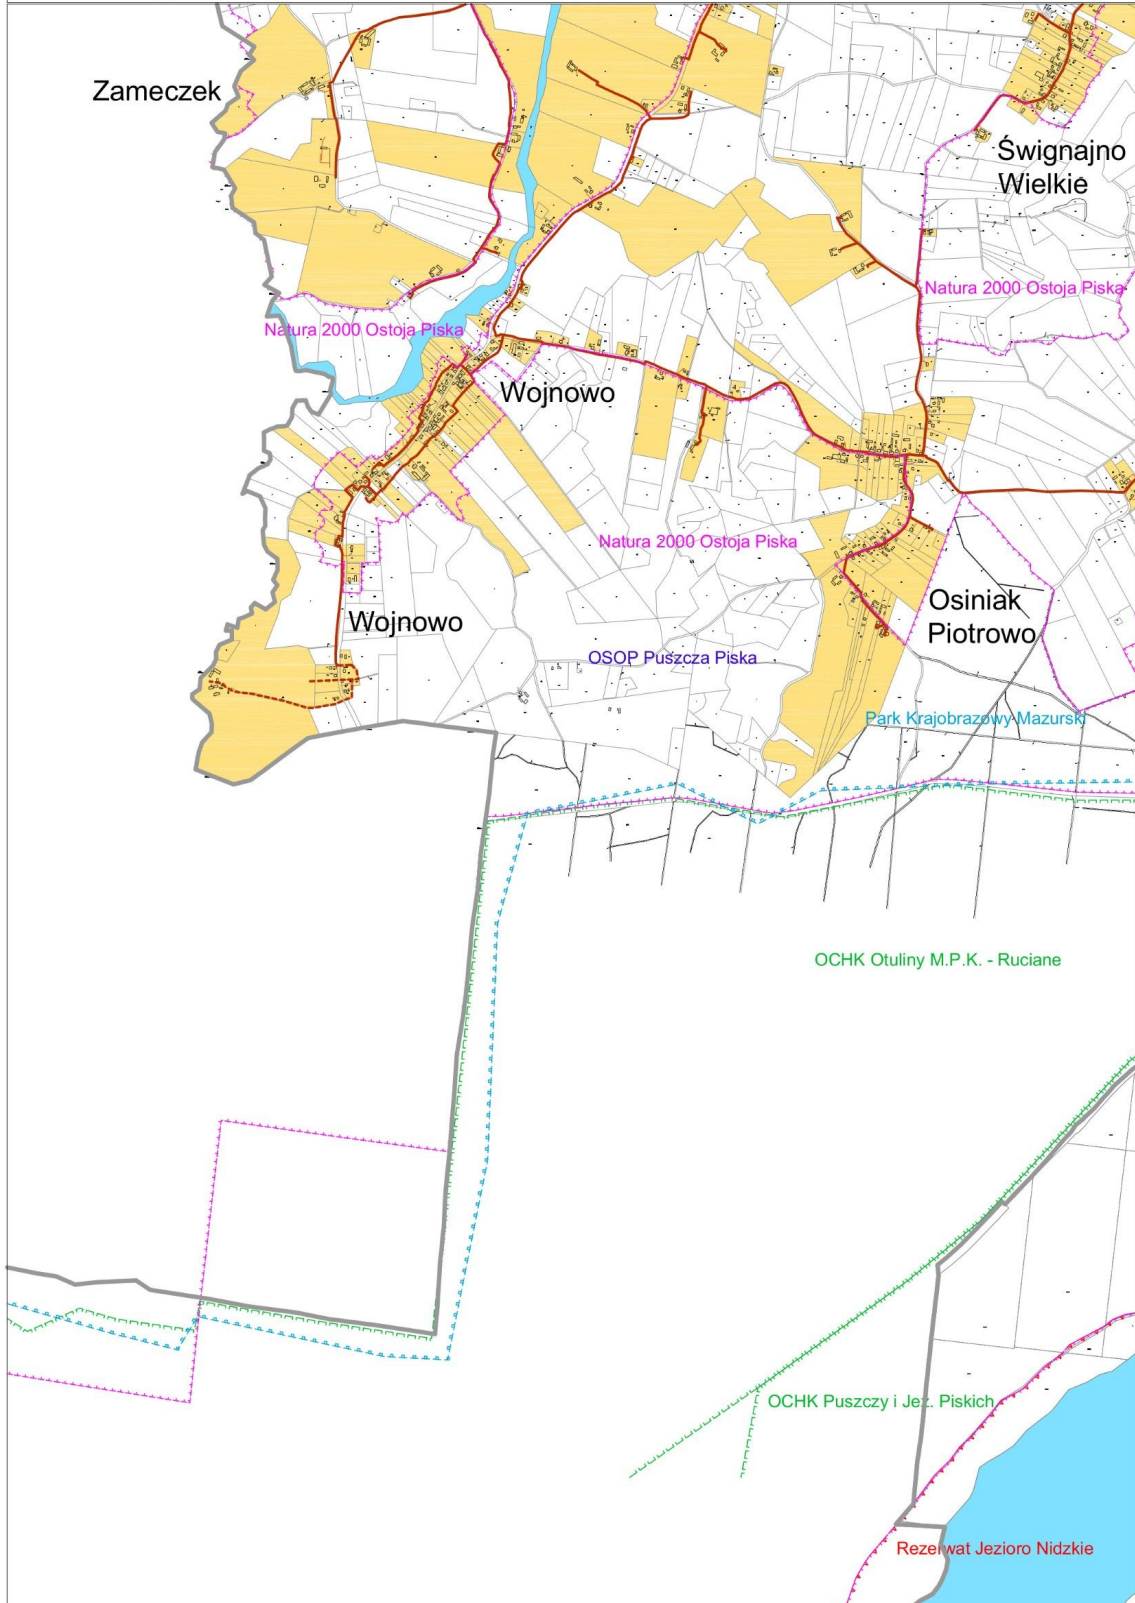 Zameczek
Śwignajno
Wielkie
Natura 2000 Ostoja Piska
Natura 2000 Ostoja Piska
Wojnowo
Natura 2000 Ostoja Piska
Osiniak
Piotrowo
Wojnowo
OSOP Puszcza Piska
Park Krajobrazowy Mazurski
OCHK Otuliny M.P.K. - Ruciane
OCHK Puszczy i Jez. Piskich
Rezerwat Jezioro Nidzkie